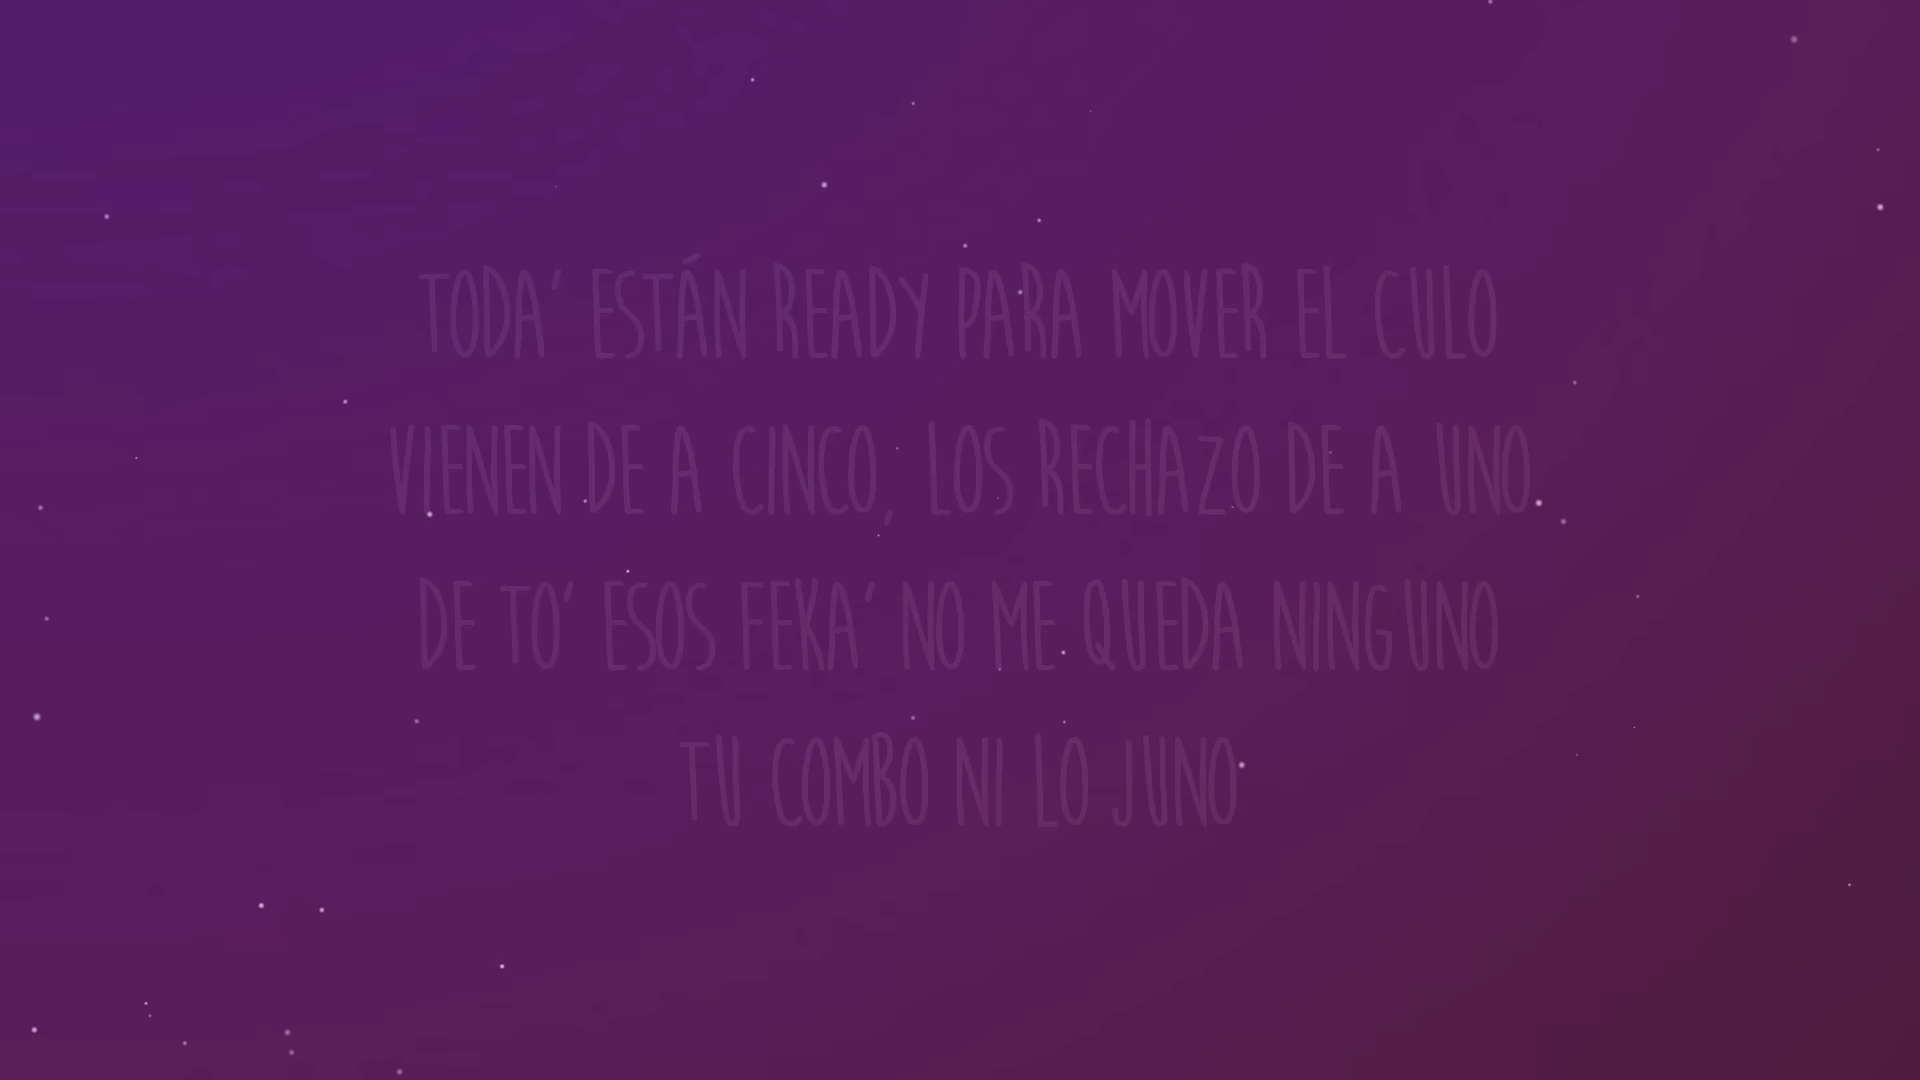 TODA' ESTÁN READY PARA MOVER EL CULO
VIENEN DE A CINCO, LOS RECHAZO DE A UNO
DE TO' ESOS FEKA' NO ME QUEDA NINGUNO
TU COMBO NI LO JUNO